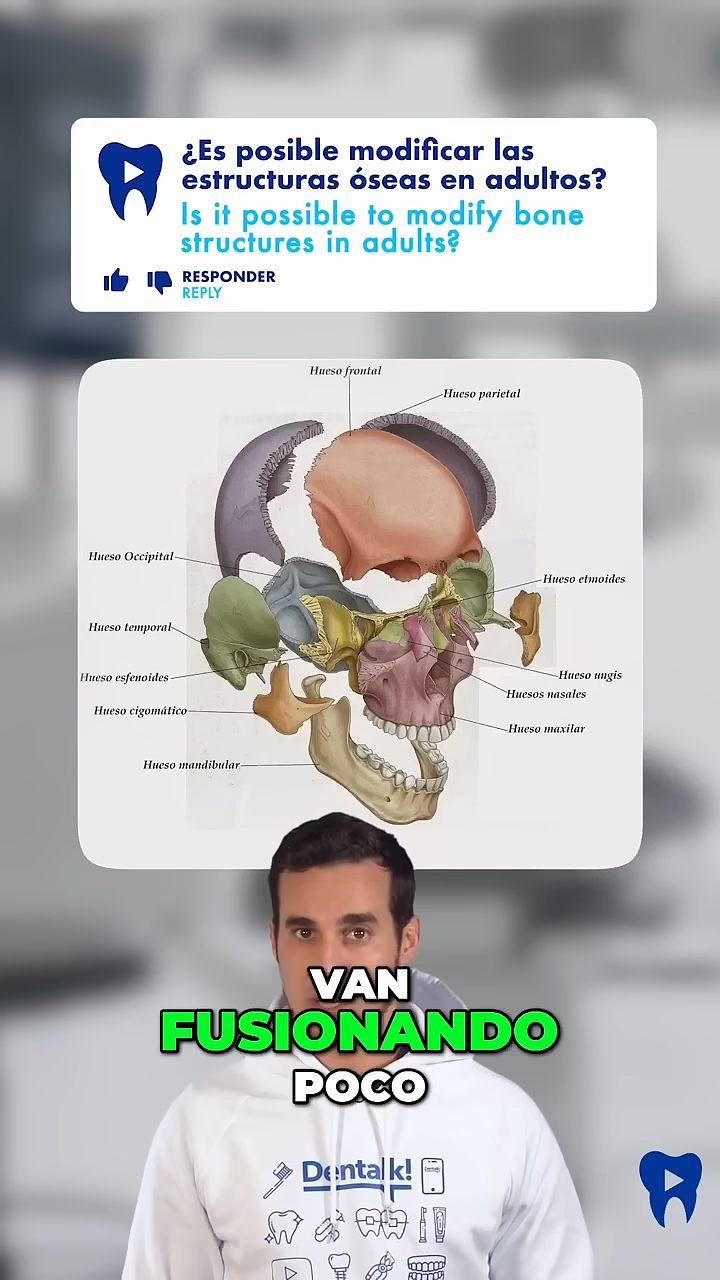 ¿Es posible modificar las
estructuras óseas en adultos?
Is it possible to modify bone
structures in adults?
RESPONDER
REPLY
Hueso frontal
Hueso parietal
Hueso Occipital
Hueso etmoides
Hueso temporal
Hueso esfenoides
Hueso ungis
Huesos nasales
Hueso cigomático
Hueso maxilar
Hueso mandibular
VAN
FUSIONANDO
POCO
Dentalk!